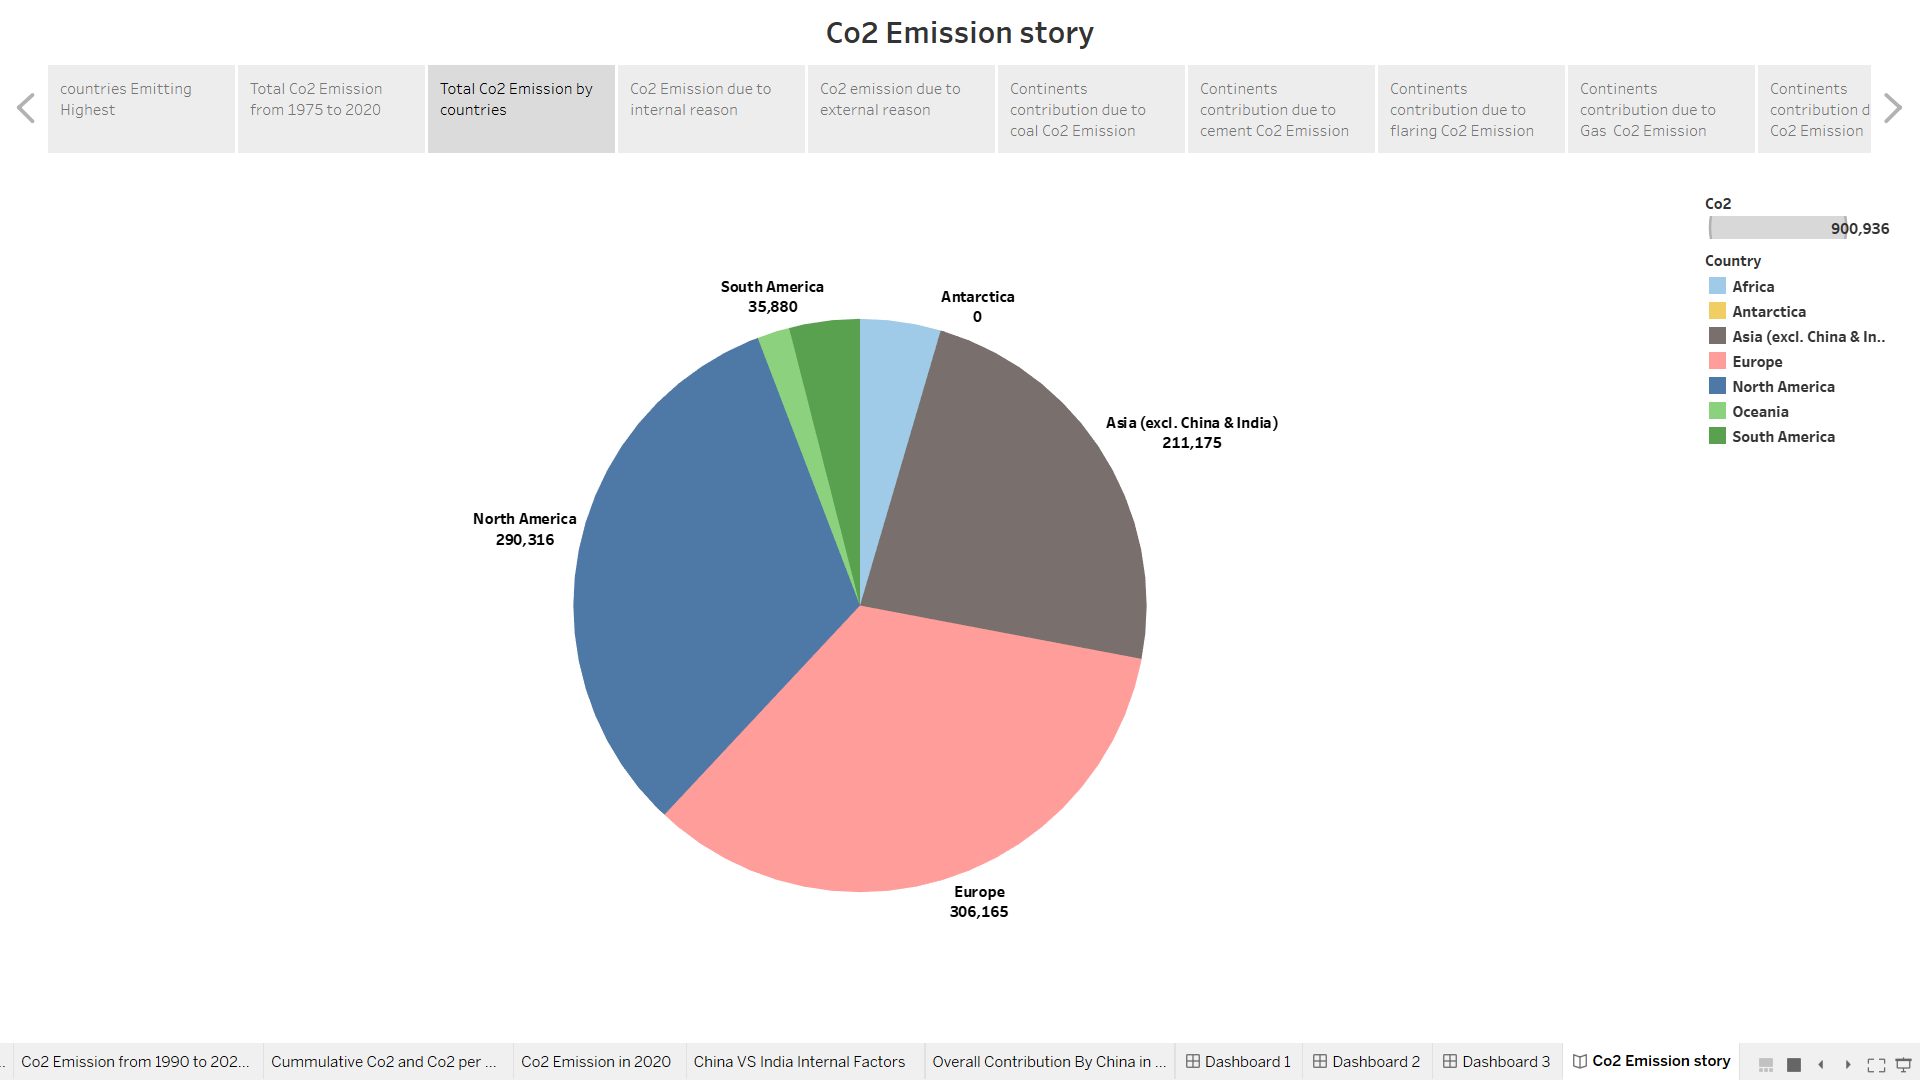 Co2 Emission story
countries Emitting
Highest
Total Co2 Emission
from 1975 to 2020
Total Co2 Emission by
countries
Co2 Emission due to
internal reason
Co2 emission due to
external reason
Continents
contribution due to
coal Co2 Emission
Continents
contribution due to
cement Co2 Emission
Continents
contribution due to
flaring Co2 Emission
Continents
contribution due to
Gas Co2 Emission
Continents
contribution d
Co2 Emission
Co2
900,936
Country
Africa
Antarctica
Asia (excl. China & In..
Europe
North America
Oceania
South America
South America
35,880
Antarctica
0
Asia (excl. China & India)
211,175
North America
290,316
Europe
306,165
Co2 Emission from 1990 to 202...
Cummulative Co2 and Co2 per ...
Co2 Emission in 2020
China VS India Internal Factors
Overall Contribution By China in ...
Dashboard 1
Dashboard 2
Dashboard 3
Co2 Emission story